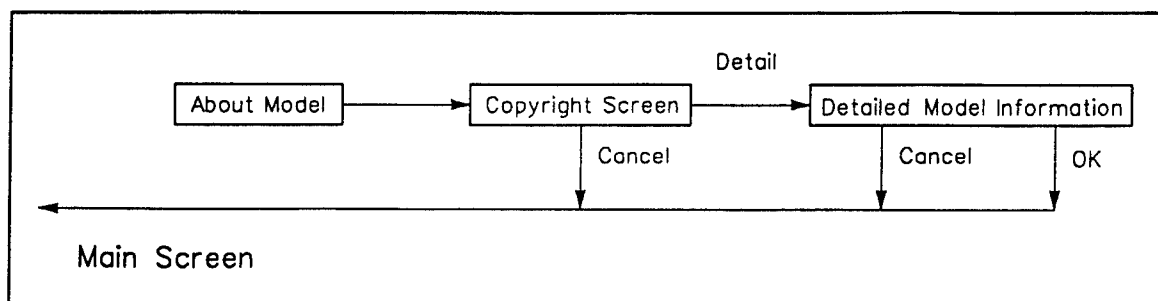 Detail
About Model
Copyright Screen
Detailed Model Information
Cancel
Cancel
OK
Main Screen